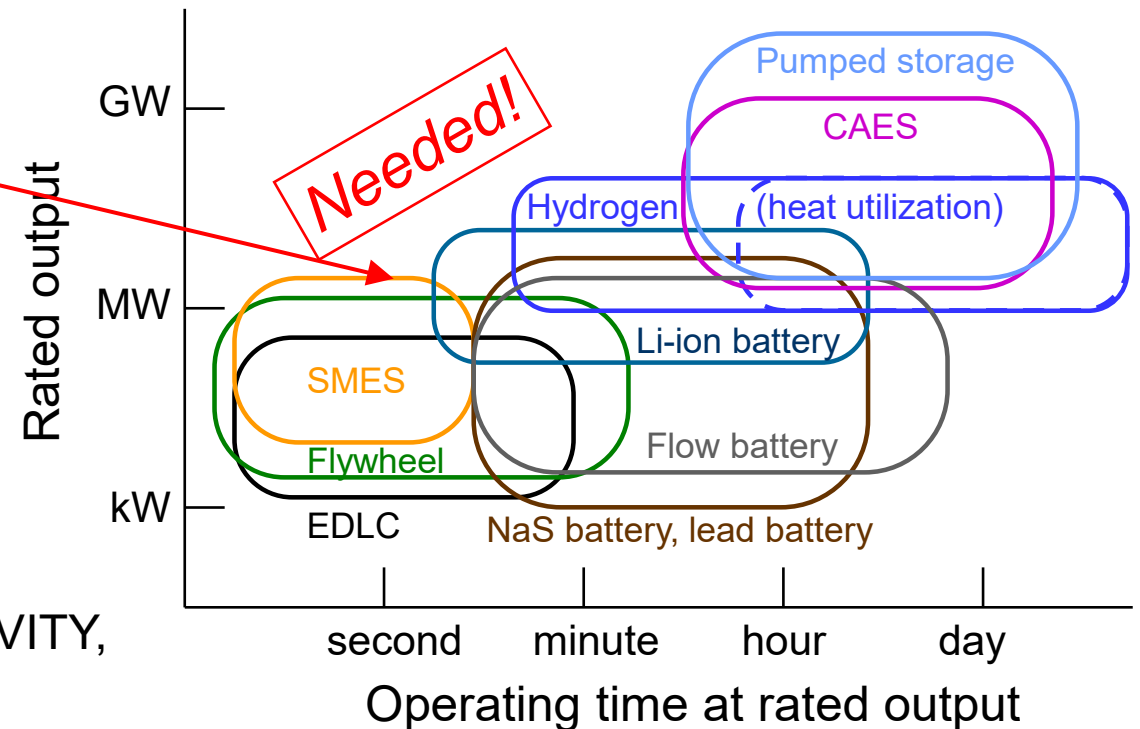 Pumped storage
GW
CAES
Needed!
Hydrogen
(heat utilization)
Rated output
MW
Li-ion battery
SMES
Flow battery
Flywheel
kW
EDLC
NaS battery, lead battery
VITY,
second
minute
hour
day
Operating time at rated output